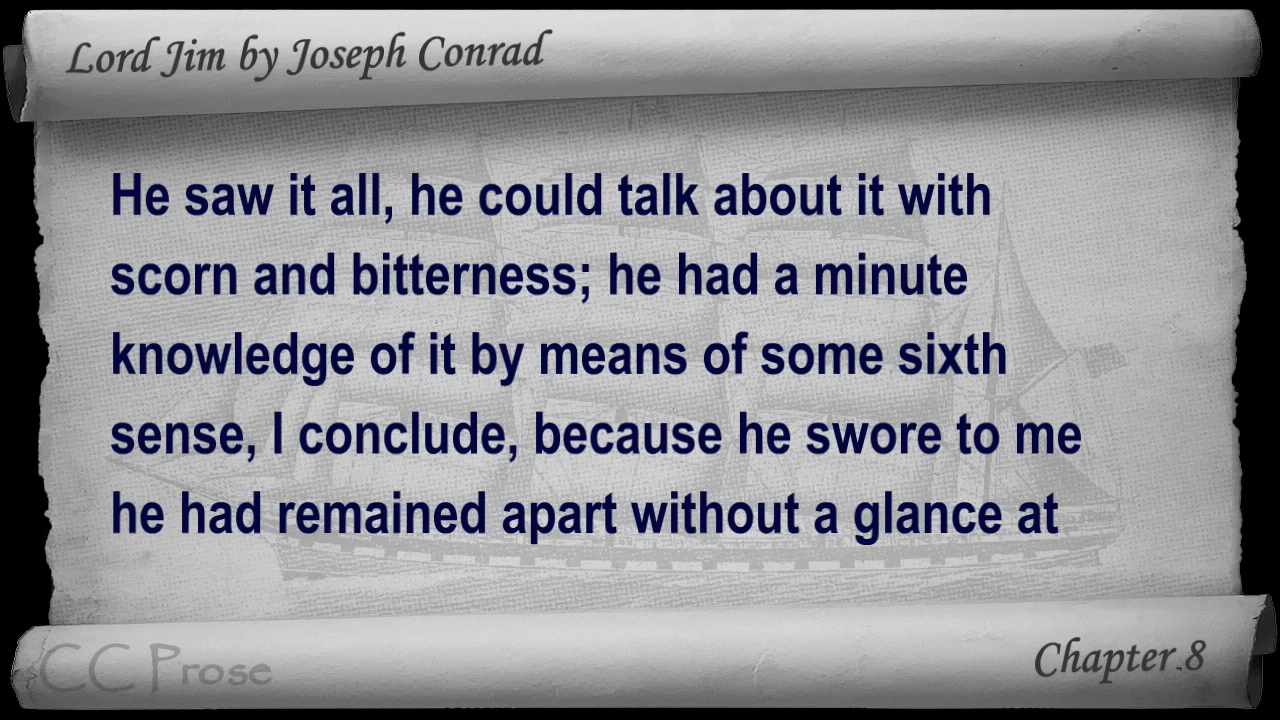 Lord Jim by Joseph Conrad
He saw it all, he could talk about it with
scorn and bitterness; he had a minute
knowledge of it by means of some sixth
sense, I conclude, because he swore to me
he had remained apart without a glance at
CC Prose
Chapter 8